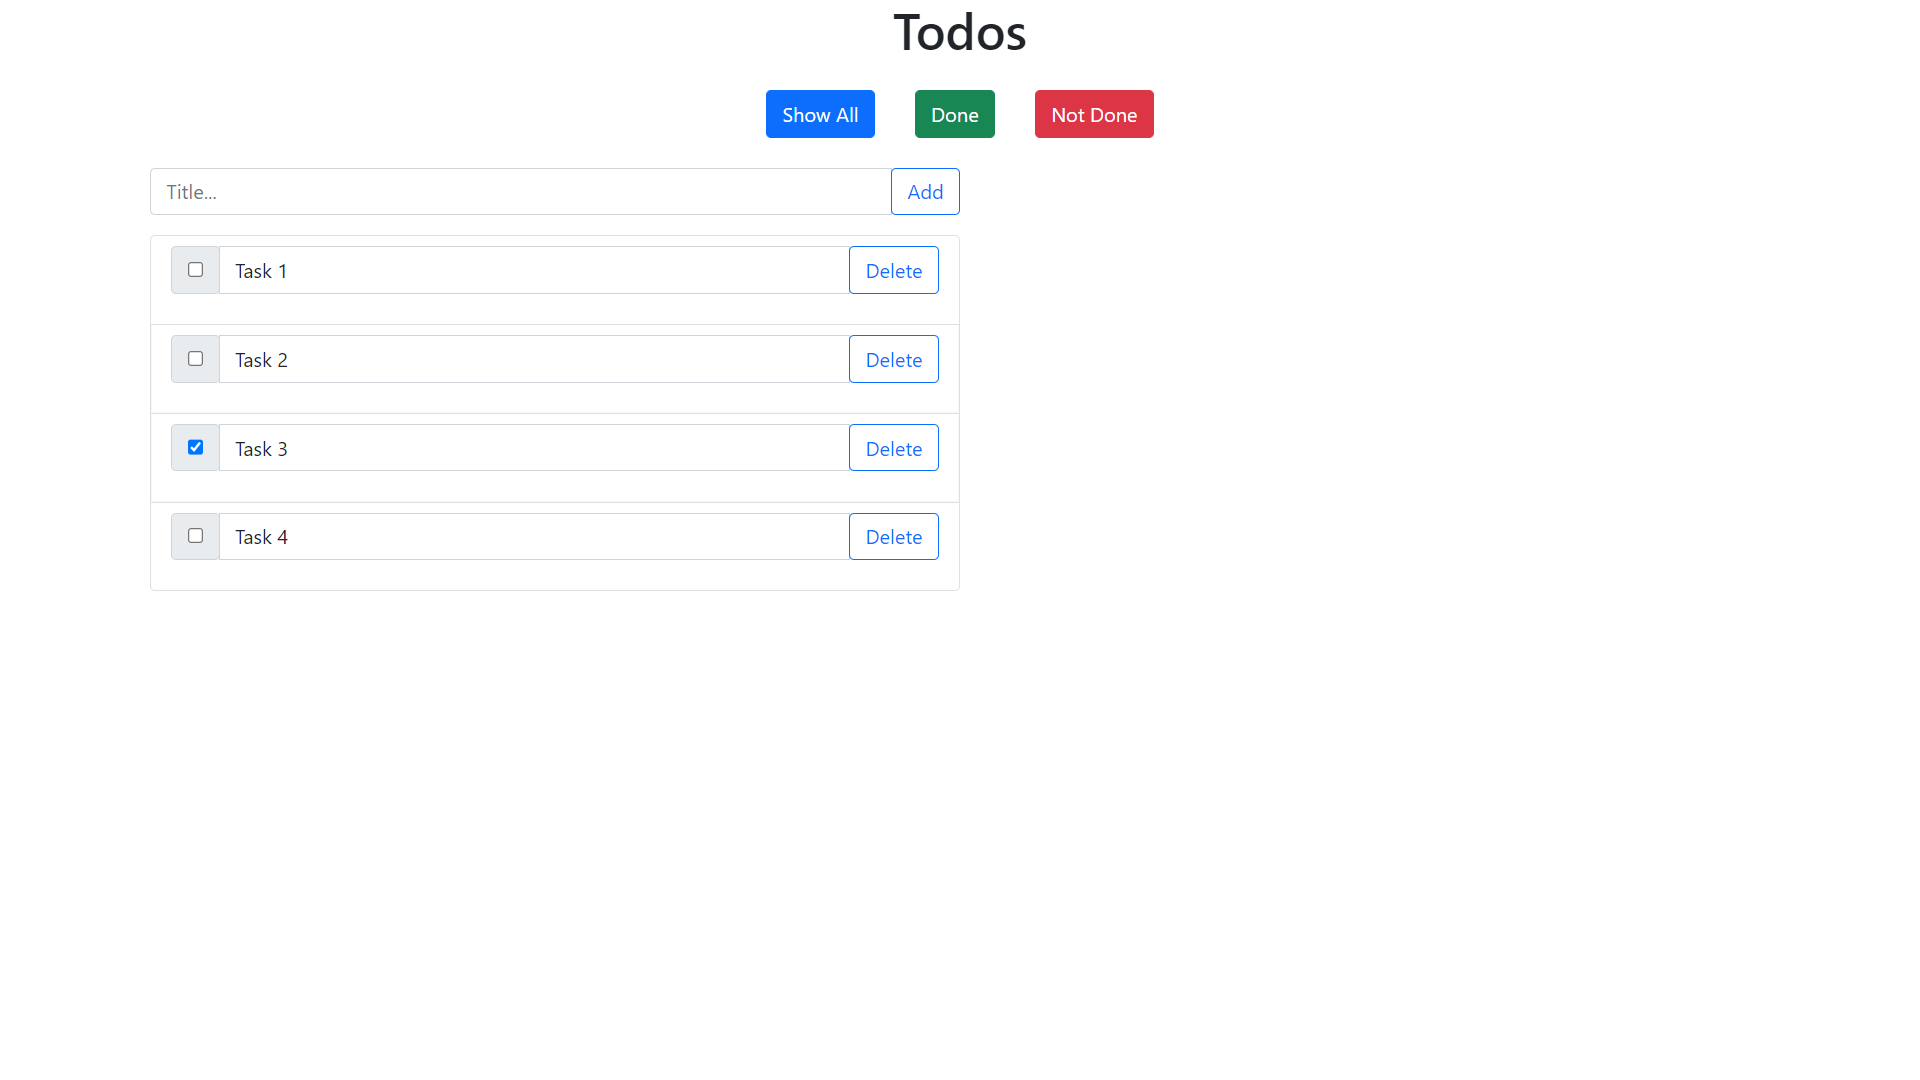 Todos
Show All Done Not Done
Title... Add
Task 1 Delete
Task 2 Delete
Task 3 Delete
Task 4 Delete